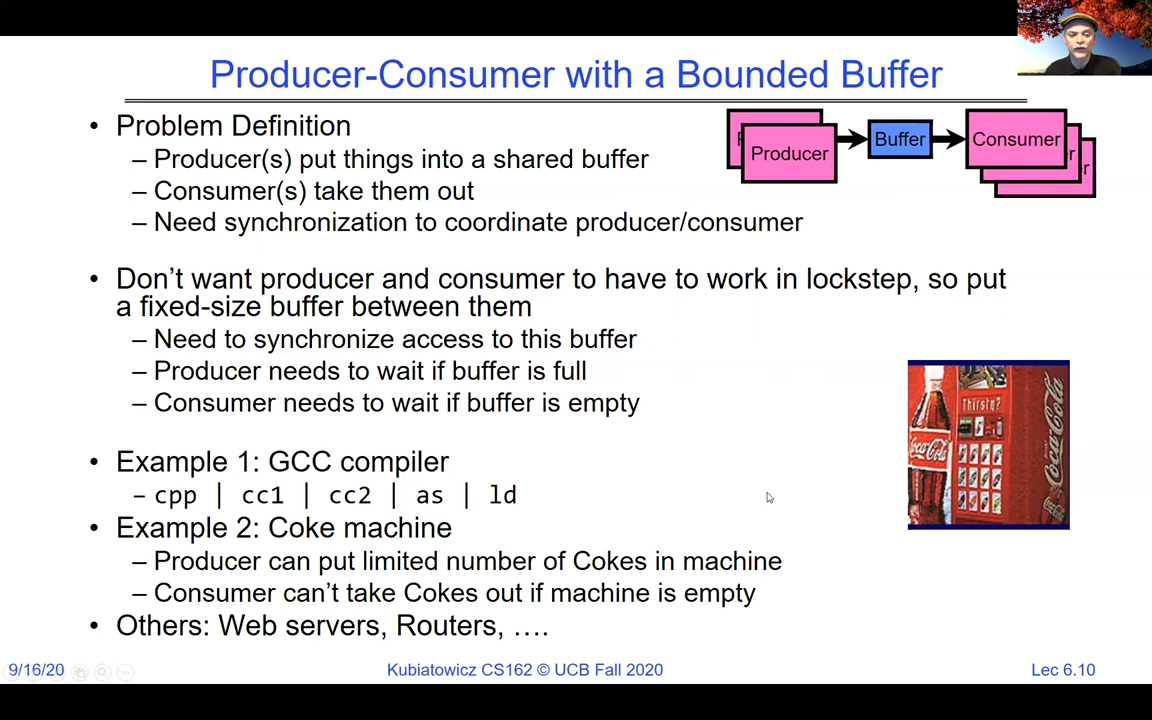 Producer-Consumer with a Bounded Buffer
• Problem Definition
– Producer(s) put things into a shared buffer
– Consumer(s) take them out
– Need synchronization to coordinate producer/consumer
Producer
Buffer
Consumer
• Don’t want producer and consumer to have to work in lockstep, so put
a fixed-size buffer between them
– Need to synchronize access to this buffer
– Producer needs to wait if buffer is full
– Consumer needs to wait if buffer is empty
Thirsty?
Coca-Cola
Coca-Cola
• Example 1: GCC compiler
– cpp | cc1 | cc2 | as | ld
• Example 2: Coke machine
– Producer can put limited number of Cokes in machine
– Consumer can’t take Cokes out if machine is empty
• Others: Web servers, Routers, ….
9/16/20
Kubiatowicz CS162 © UCB Fall 2020
Lec 6.10